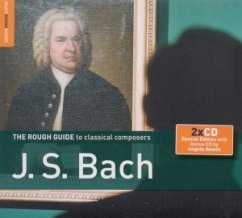 THE ROUGH GUIDE to classical composers
2xCD
Special Edition with
bonus CD by
Angela Hewitt
J. S. Bach